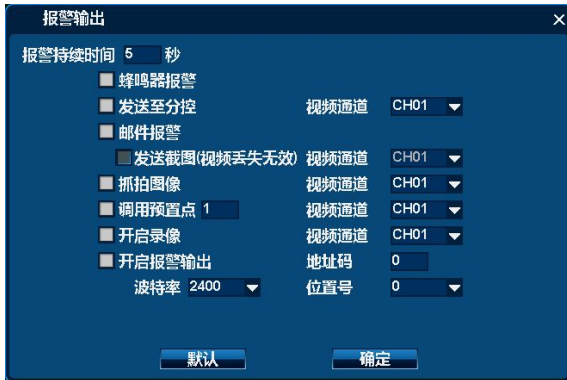 报警输出
报警持续时间 5 秒
蜂鸣器报警
发送至分控 视频通道 CH01
邮件报警
发送截图(视频丢失无效) 视频通道 CH01
抓拍图像 视频通道 CH01
调用预置点 1 视频通道 CH01
开启录像 视频通道 CH01
开启报警输出 地址码 0
波特率 2400 位置号 0
默认 确定